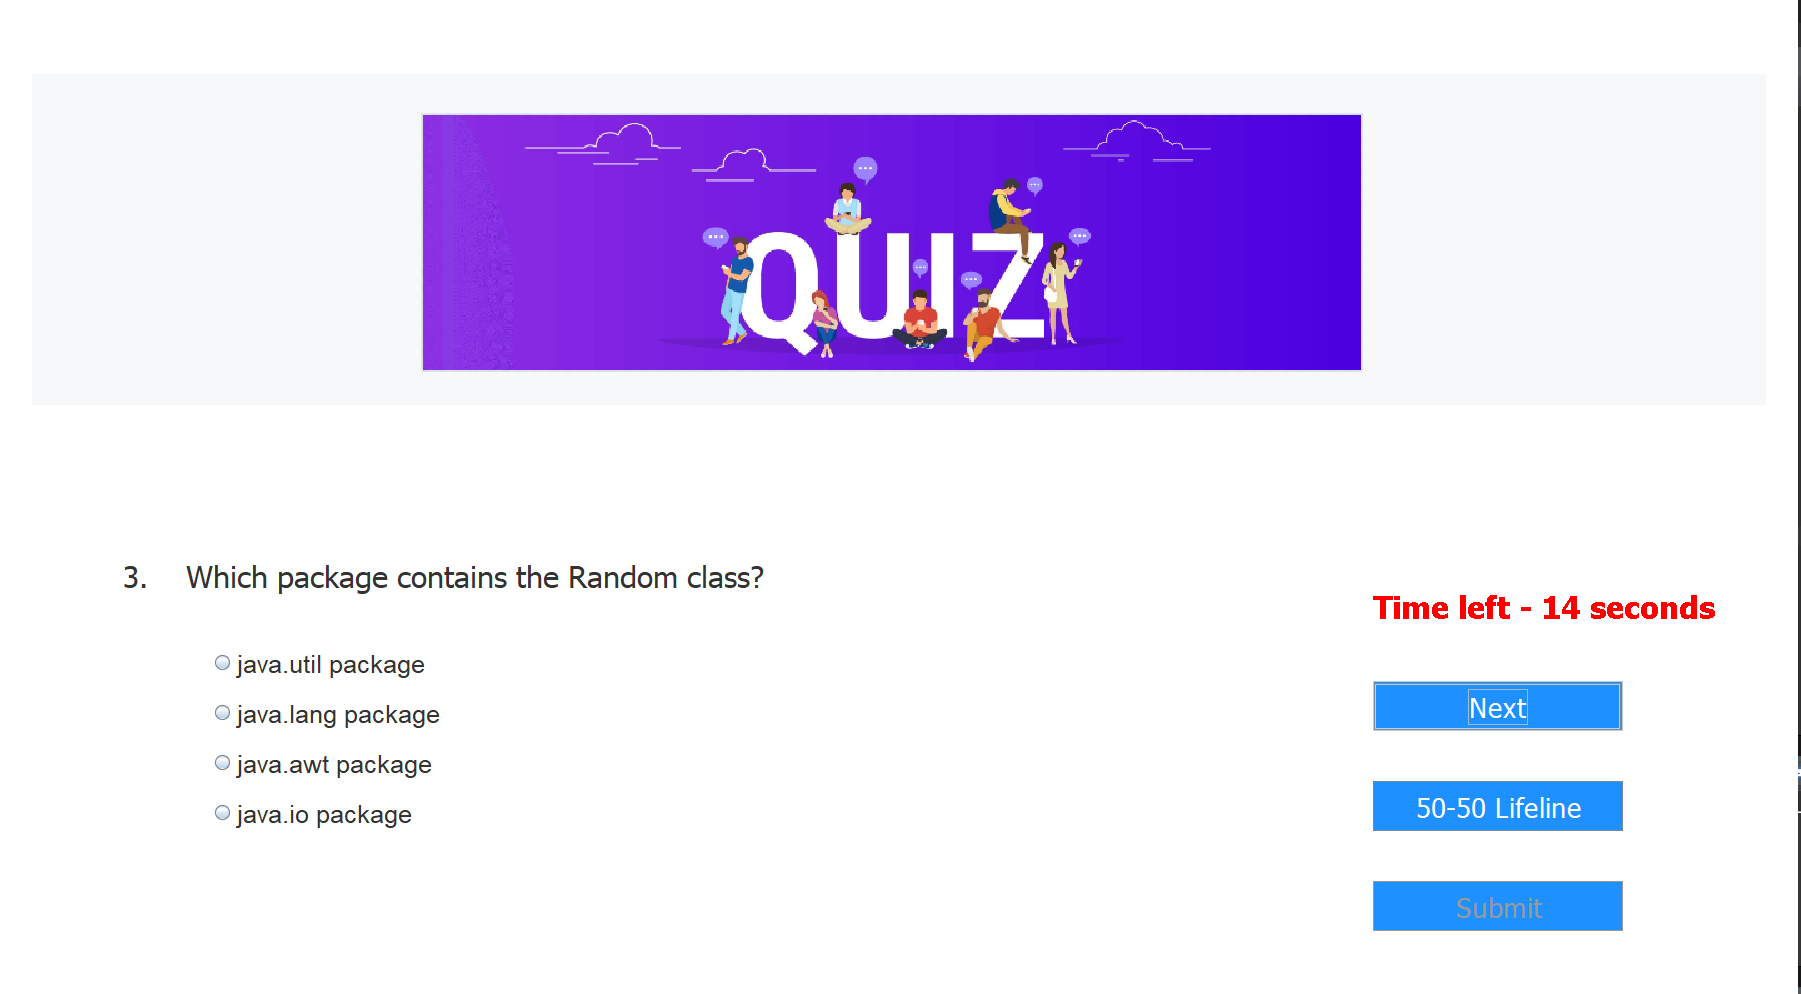 QUIZ
3. Which package contains the Random class?
Time left - 14 seconds
java.util package
java.lang package
java.awt package
java.io package
Next
50-50 Lifeline
Submit